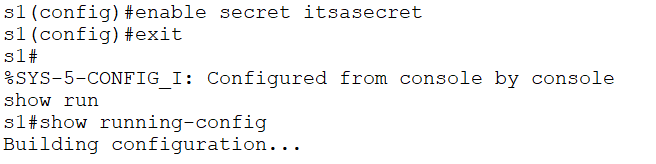 s1(config)#enable secret itsasecret
s1(config)#exit
s1#
%SYS-5-CONFIG_I: Configured from console by console
show run
s1#show running-config
Building configuration...